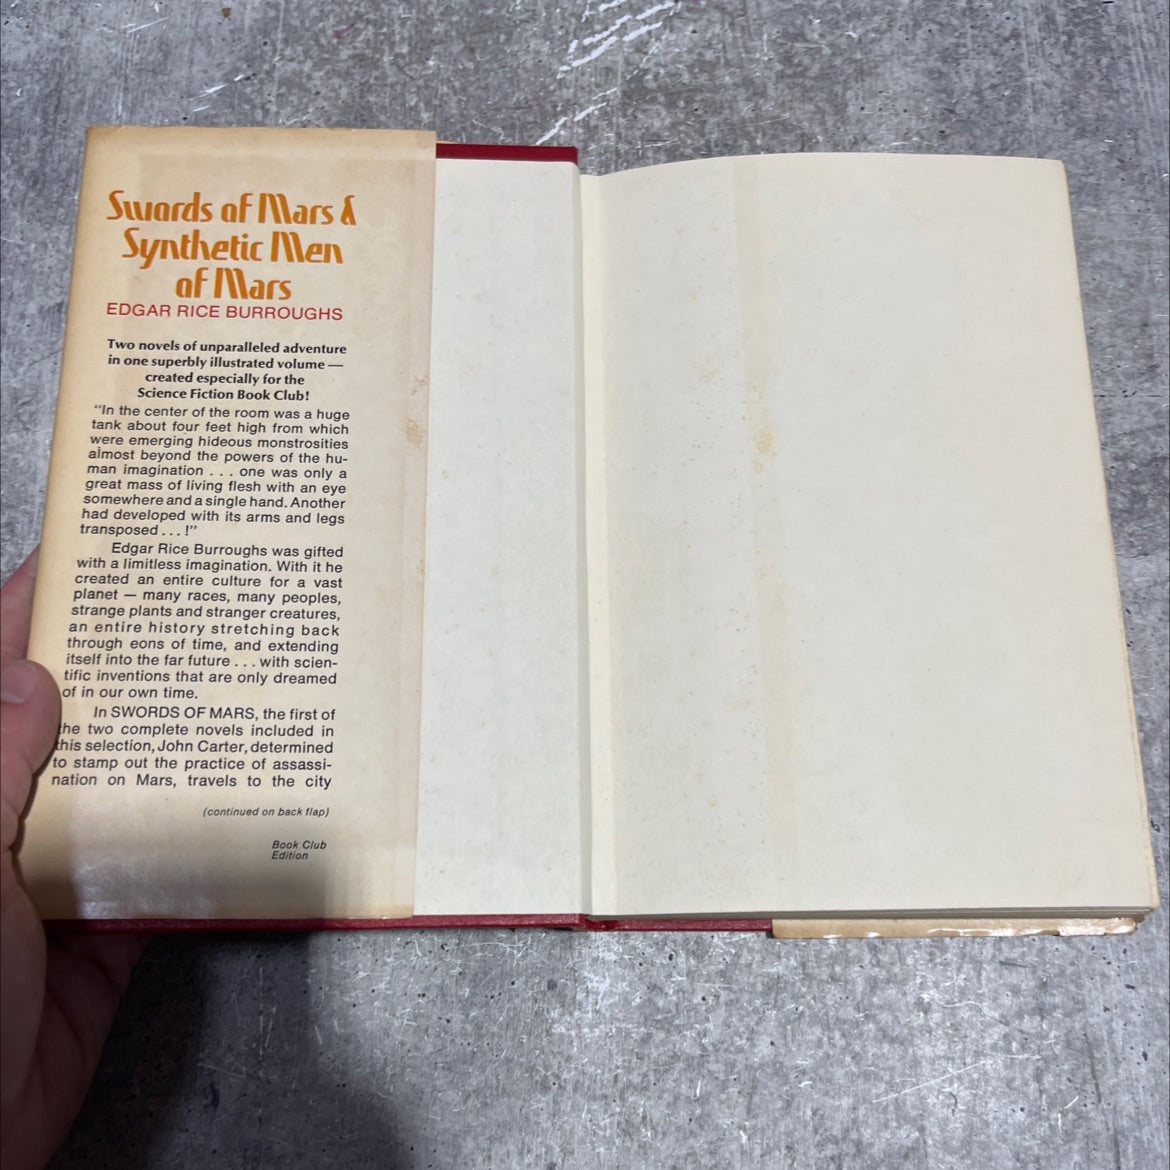 Swords of Mars &
Synthetic Men
of Mars
EDGAR RICE BURROUGHS
Two novels of unparalleled adventure
in one superbly illustrated volume —
created especially for the
Science Fiction Book Club!
"In the center of the room was a huge
tank about four feet high from which
were emerging hideous monstrosities
almost beyond the powers of the hu-
man imagination . . . one was only a
great mass of living flesh with an eye
somewhere and a single hand. Another
had developed with its arms and legs
transposed . . . !"
Edgar Rice Burroughs was gifted
with a limitless imagination. With it he
created an entire culture for a vast
planet — many races, many peoples,
strange plants and stranger creatures,
an entire history stretching back
through eons of time, and extending
itself into the far future . . . with scien-
tific inventions that are only dreamed
of in our own time.
In SWORDS OF MARS, the first of
the two complete novels included in
this selection, John Carter, determined
to stamp out the practice of assassi-
nation on Mars, travels to the city
(continued on back flap)
Book Club
Edition